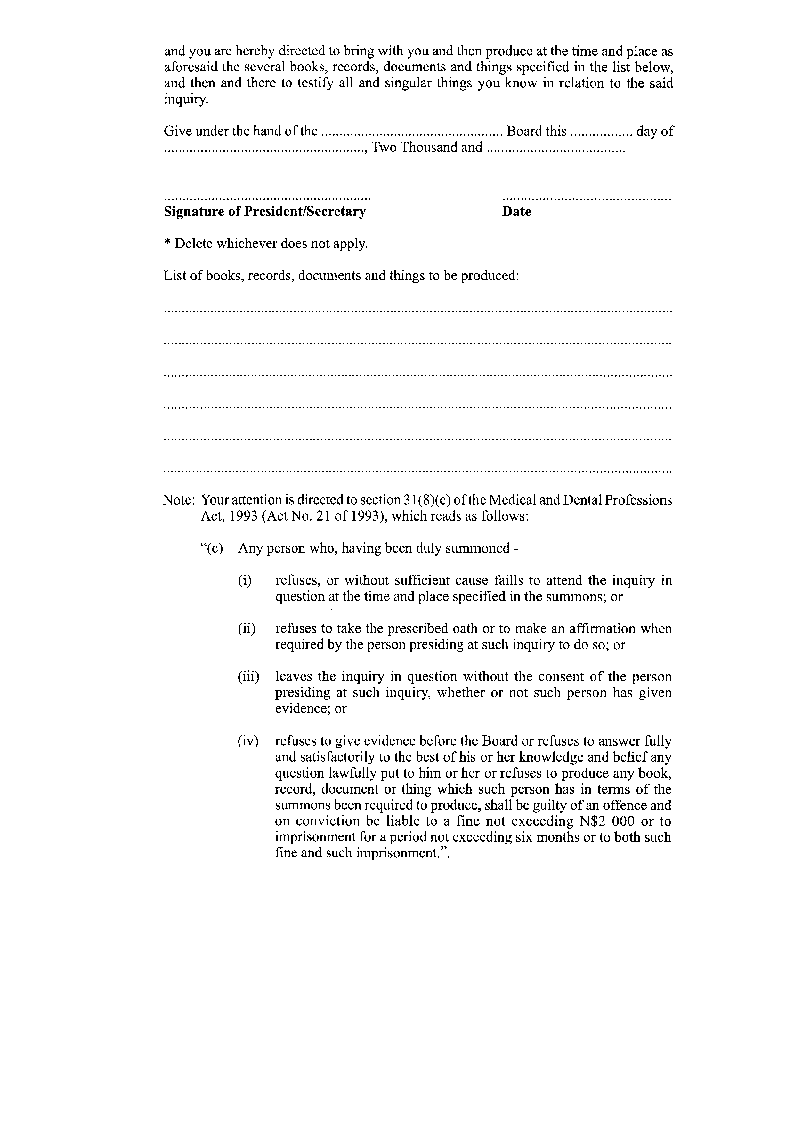 and you are hereby directed to bring with you and then produce at the time and place as
aforesaid the several books, records, documents and things specified in the list below,
and then and there to testify all and singular things you know in relation to the said
inquiry.
Give under the hand of the .................................................. Board this ................. day of
......................................................., Two Thousand and ......................................
......................................................... ...............................................
Signature of President/Secretary Date
* Delete whichever does not apply.
List of books, records, documents and things to be produced:
............................................................................................................................................
............................................................................................................................................
............................................................................................................................................
............................................................................................................................................
............................................................................................................................................
............................................................................................................................................
Note: Your attention is directed to section 31(8)(c) of the Medical and Dental Professions
Act, 1993 (Act No. 21 of 1993), which reads as follows:
"(c) Any person who, having been duly summoned -
(i) refuses, or without sufficient cause faills to attend the inquiry in
question at the time and place specified in the summons; or
(ii) refuses to take the prescribed oath or to make an affirmation when
required by the person presiding at such inquiry to do so; or
(iii) leaves the inquiry in question without the consent of the person
presiding at such inquiry, whether or not such person has given
evidence; or
(iv) refuses to give evidence before the Board or refuses to answer fully
and satisfactorily to the best of his or her knowledge and belief any
question lawfully put to him or her or refuses to produce any book,
record, document or thing which such person has in terms of the
summons been required to produce, shall be guilty of an offence and
on conviction be liable to a fine not exceeding N$2 000 or to
imprisonment for a period not exceeding six months or to both such
fine and such imprisonment.".